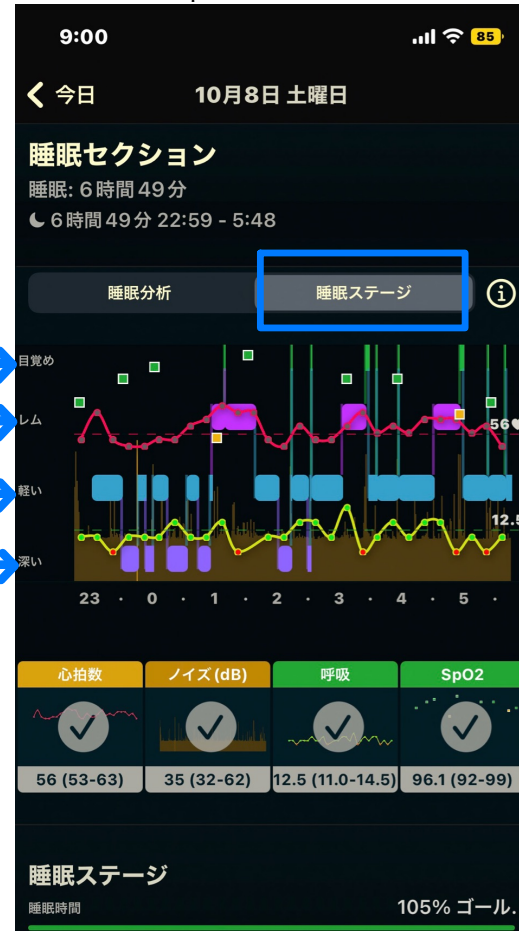 9:00
85
今日
10月8日 土曜日
睡眠セクション
睡眠: 6時間49分
6時間49分 22:59 - 5:48
睡眠分析
睡眠ステージ
目覚め
レム
56
軽い
12.5
深い
23 · 0 · 1 · 2 · 3 · 4 · 5 ·
心拍数
ノイズ (dB)
呼吸
SpO2
56 (53-63)
35 (32-62)
12.5 (11.0-14.5)
96.1 (92-99)
睡眠ステージ
睡眠時間
105% ゴール.